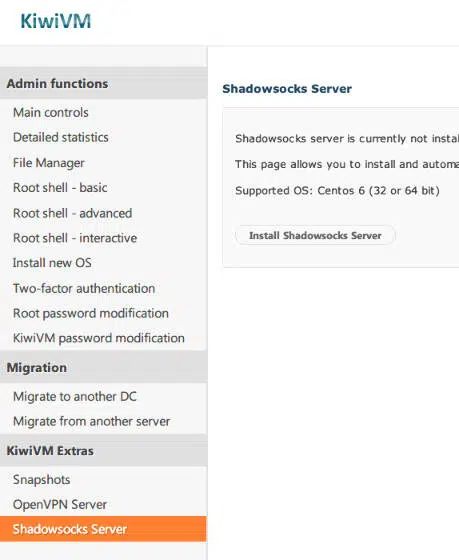 KiwiVM
Admin functions
Main controls
Detailed statistics
File Manager
Root shell - basic
Root shell - advanced
Root shell - interactive
Install new OS
Two-factor authentication
Root password modification
KiwiVM password modification
Migration
Migrate to another DC
Migrate from another server
KiwiVM Extras
Snapshots
OpenVPN Server
Shadowsocks Server
Shadowsocks Server
Shadowsocks server is currently not instal
This page allows you to install and automa
Supported OS: Centos 6 (32 or 64 bit)
Install Shadowsocks Server